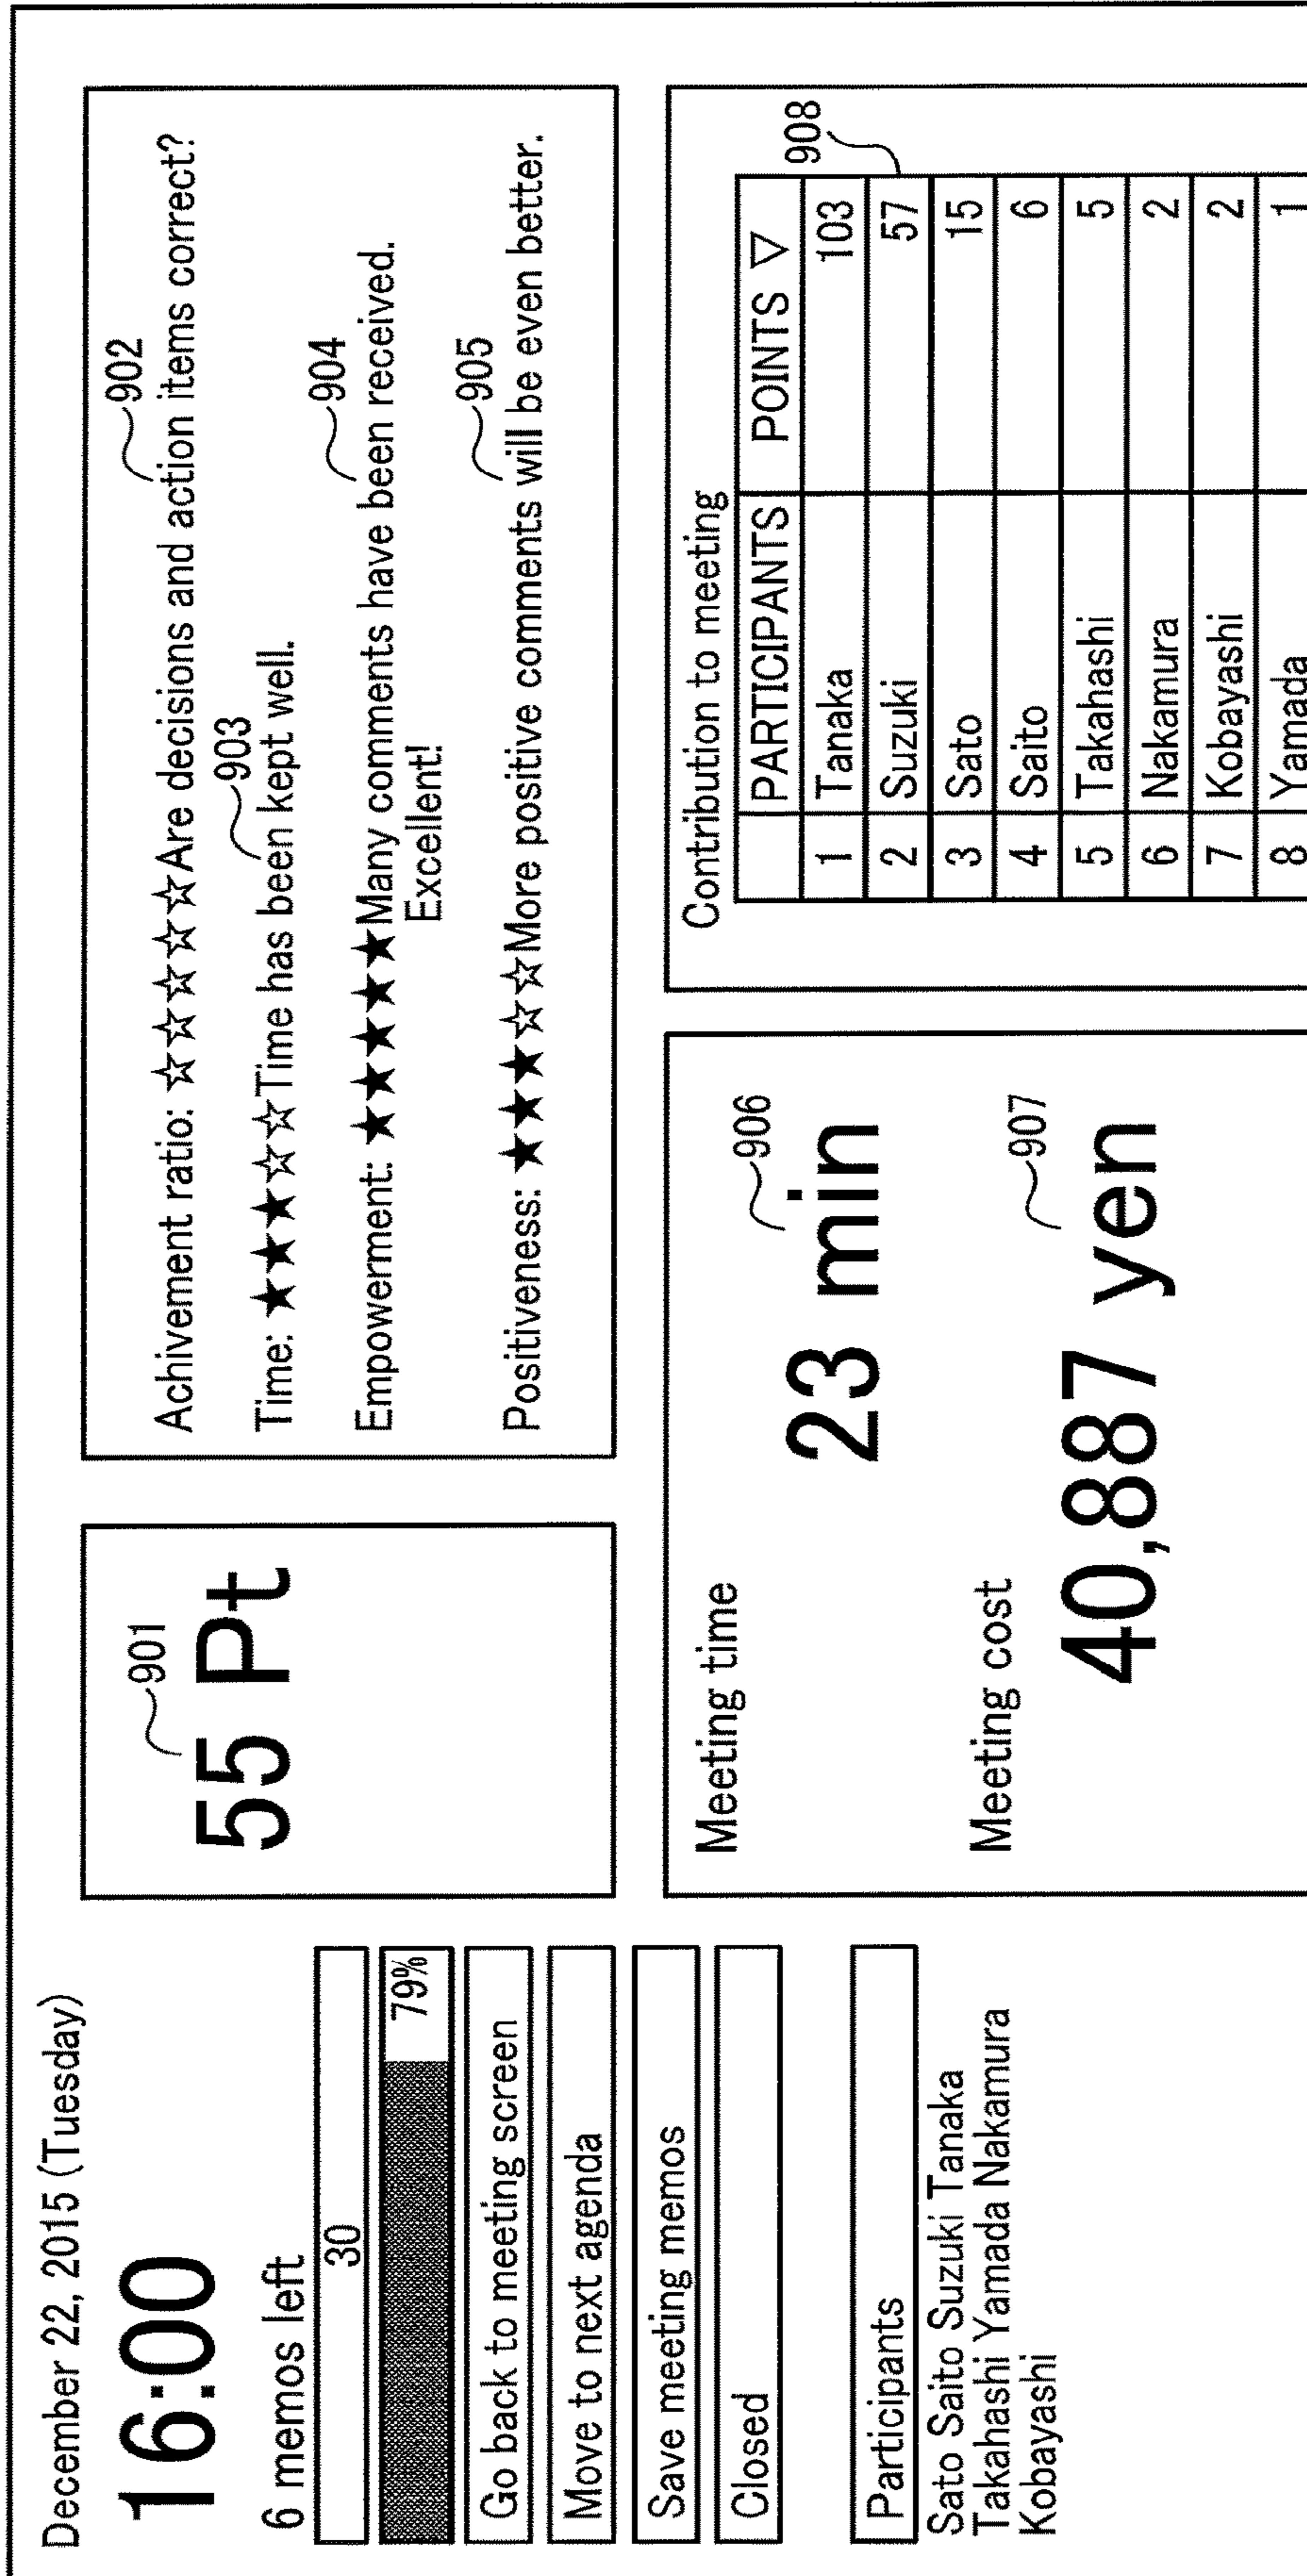 December 22, 2015 (Tuesday)
16:00
6 memos left
30
79%
Go back to meeting screen
Move to next agenda
Save meeting memos
Closed
Participants
Sato Saito Suzuki Tanaka
Takahashi Yamada Nakamura
Kobayashi
901
55 Pt
902
Achivement ratio: ☆☆☆☆☆Are decisions and action items correct?
903
Time: ★★★☆☆Time has been kept well.
904
Empowerment: ★★★★★Many comments have been received.
Excellent!
905
Positiveness: ★★★☆☆More positive comments will be even better.
Meeting time
906
23 min
Meeting cost
907
40,887 yen
Contribution to meeting
908
PARTICIPANTS POINTS ▽
1 Tanaka 103
2 Suzuki 57
3 Sato 15
4 Saito 6
5 Takahashi 5
6 Nakamura 2
7 Kobayashi 2
8 Yamada 1